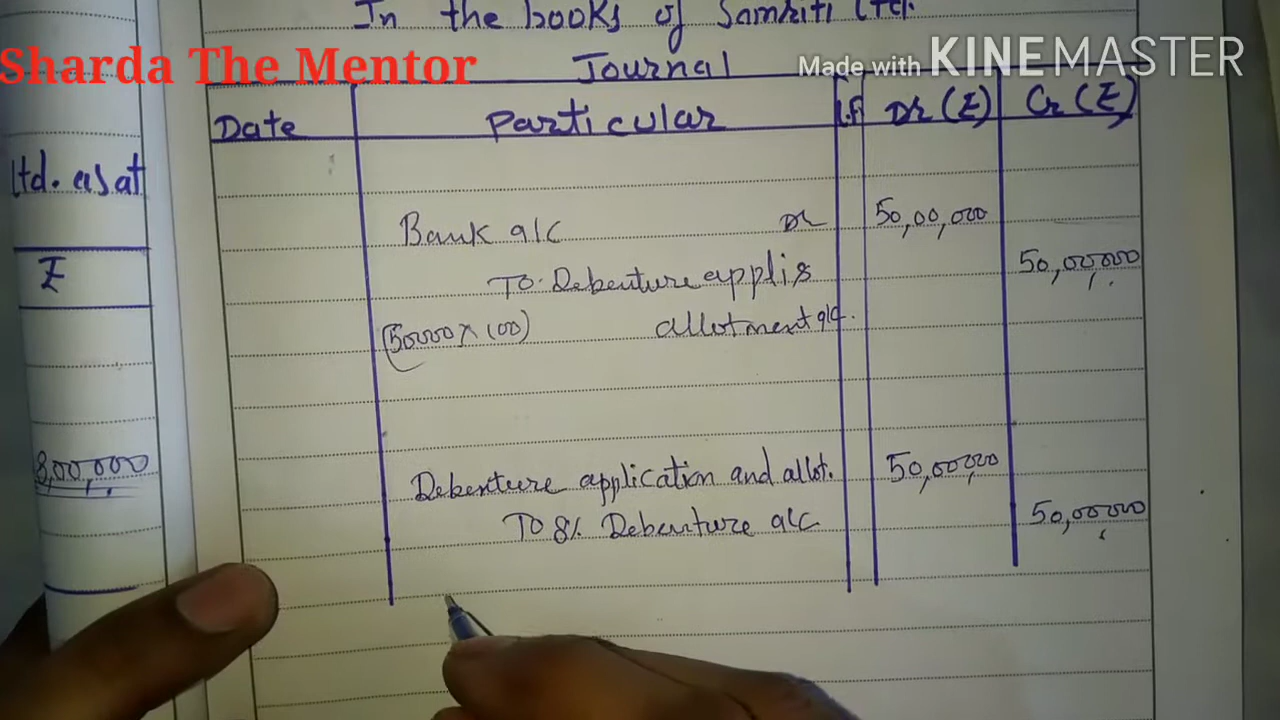 In the books of Samriti Ltd.
Sharda The Mentor
Made with KINEMASTER
Journal
Date Particular L.F Dr (₹) Cr (₹)
Ltd. as at
₹
Bank a/c Dr 50,00,000
To Debenture appli & 50,00,000
(50000 X 100) allotment a/c.
8,00,000
Debenture application and allot. 50,00,000
To 8% Debenture a/c 50,00,000